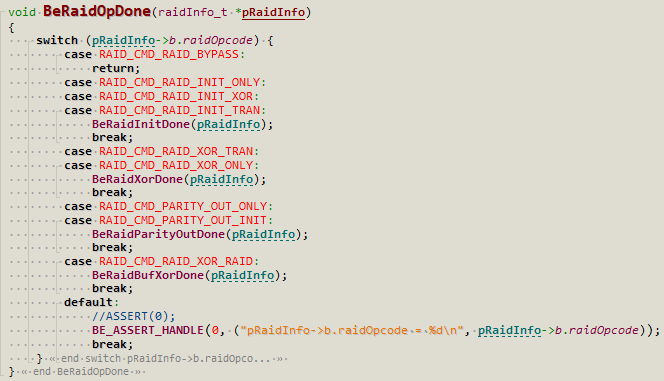 void BeRaidOpDone(raidInfo_t *pRaidInfo)
{
    switch (pRaidInfo->b.raidOpcode) {
        case RAID_CMD_RAID_BYPASS:
            return;
        case RAID_CMD_RAID_INIT_ONLY:
        case RAID_CMD_RAID_INIT_XOR:
        case RAID_CMD_RAID_INIT_TRAN:
            BeRaidInitDone(pRaidInfo);
            break;
        case RAID_CMD_RAID_XOR_TRAN:
        case RAID_CMD_RAID_XOR_ONLY:
            BeRaidXorDone(pRaidInfo);
            break;
        case RAID_CMD_PARITY_OUT_ONLY:
        case RAID_CMD_PARITY_OUT_INIT:
            BeRaidParityOutDone(pRaidInfo);
            break;
        case RAID_CMD_RAID_XOR_RAID:
            BeRaidBufXorDone(pRaidInfo);
            break;
        default:
            //ASSERT(0);
            BE_ASSERT_HANDLE(0, ("pRaidInfo->b.raidOpcode = %d\n", pRaidInfo->b.raidOpcode));
            break;
    } « end switch pRaidInfo->b.raidOpco... »
} « end BeRaidOpDone »